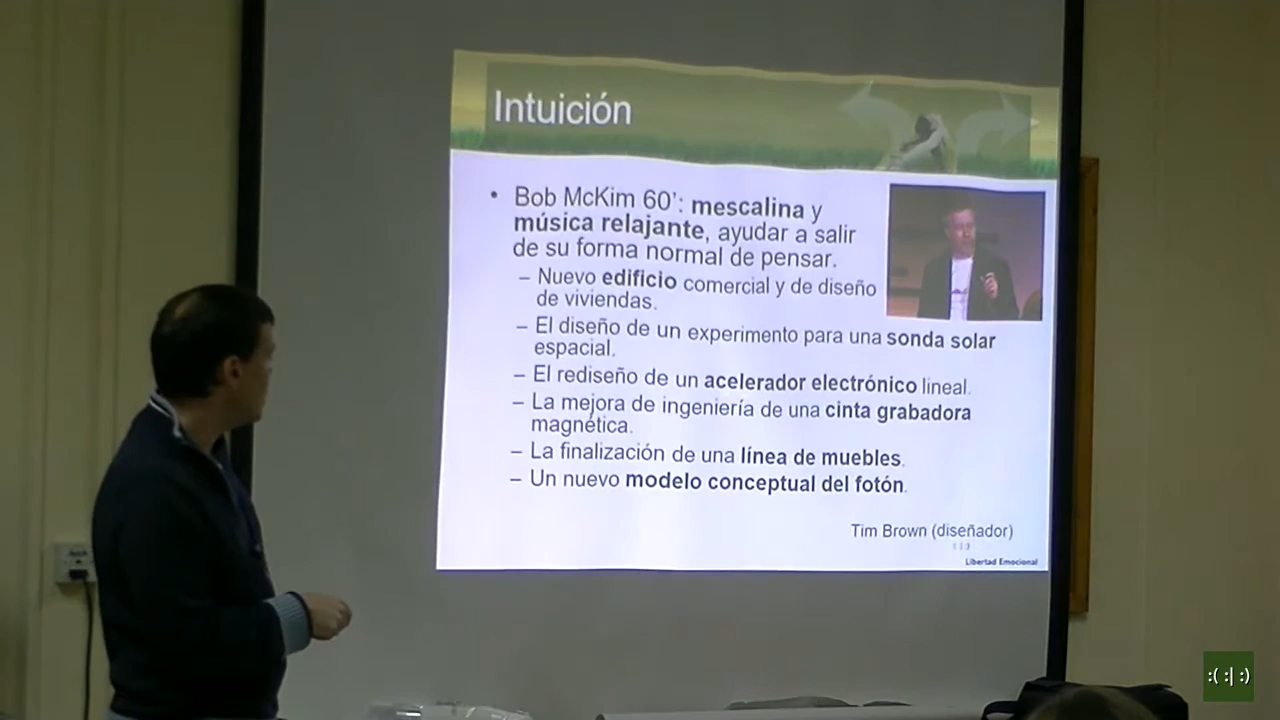 Intuición
• Bob McKim 60': mescalina y
música relajante, ayudar a salir
de su forma normal de pensar.
– Nuevo edificio comercial y de diseño
de viviendas.
– El diseño de un experimento para una sonda solar
espacial.
– El rediseño de un acelerador electrónico lineal.
– La mejora de ingeniería de una cinta grabadora
magnética.
– La finalización de una línea de muebles.
– Un nuevo modelo conceptual del fotón.
Tim Brown (diseñador)
Libertad Emocional
:( :| :)